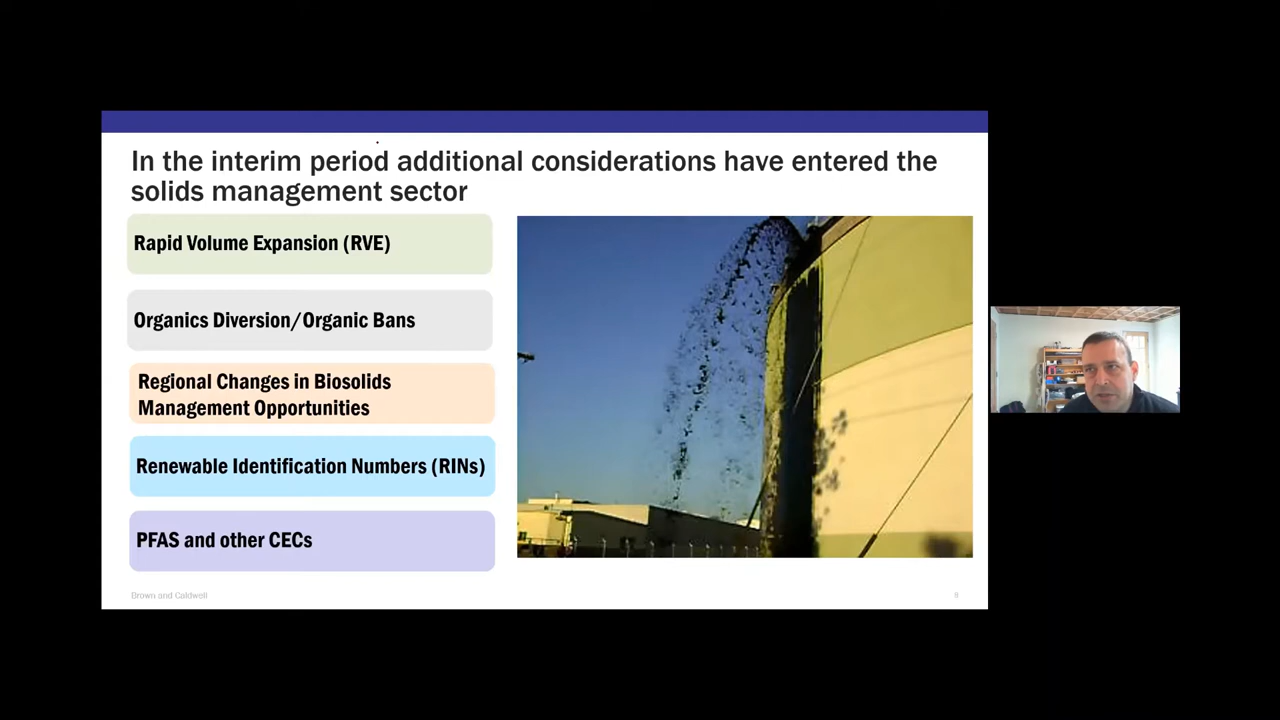 In the interim period additional considerations have entered the
solids management sector
Rapid Volume Expansion (RVE)
Organics Diversion/Organic Bans
Regional Changes in Biosolids
Management Opportunities
Renewable Identification Numbers (RINs)
PFAS and other CECs
Brown and Caldwell